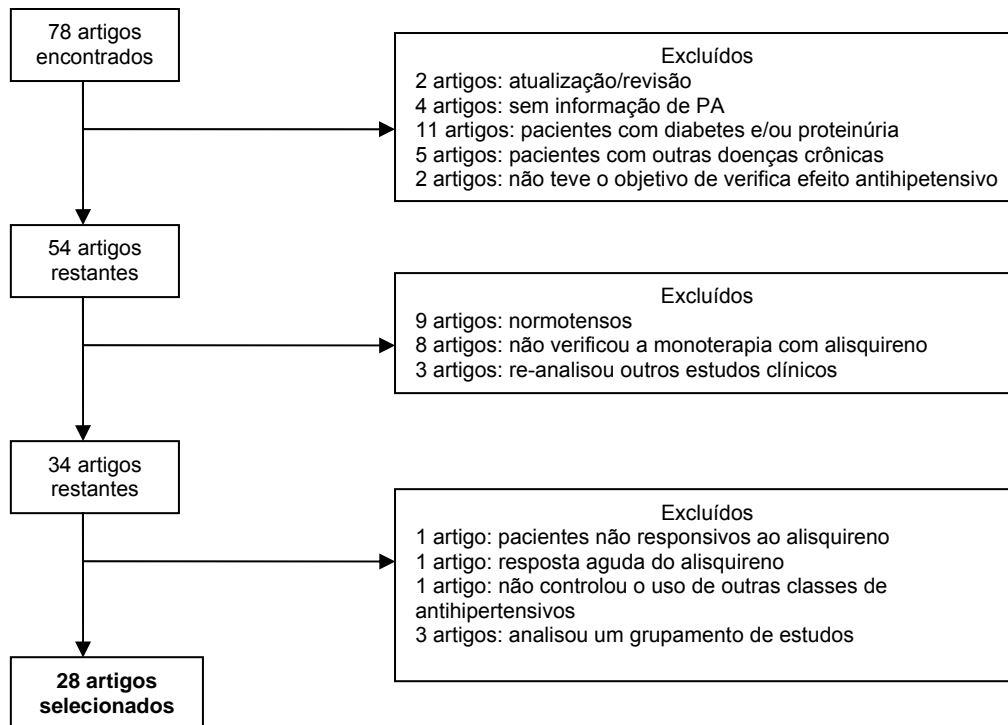 78 artigos
encontrados
Excluídos
2 artigos: atualização/revisão
4 artigos: sem informação de PA
11 artigos: pacientes com diabetes e/ou proteinúria
5 artigos: pacientes com outras doenças crônicas
2 artigos: não teve o objetivo de verifica efeito antihipetensivo
54 artigos
restantes
Excluídos
9 artigos: normotensos
8 artigos: não verificou a monoterapia com alisquireno
3 artigos: re-analisou outros estudos clínicos
34 artigos
restantes
Excluídos
1 artigo: pacientes não responsivos ao alisquireno
1 artigo: resposta aguda do alisquireno
1 artigo: não controlou o uso de outras classes de
antihipertensivos
3 artigos: analisou um grupamento de estudos
28 artigos
selecionados